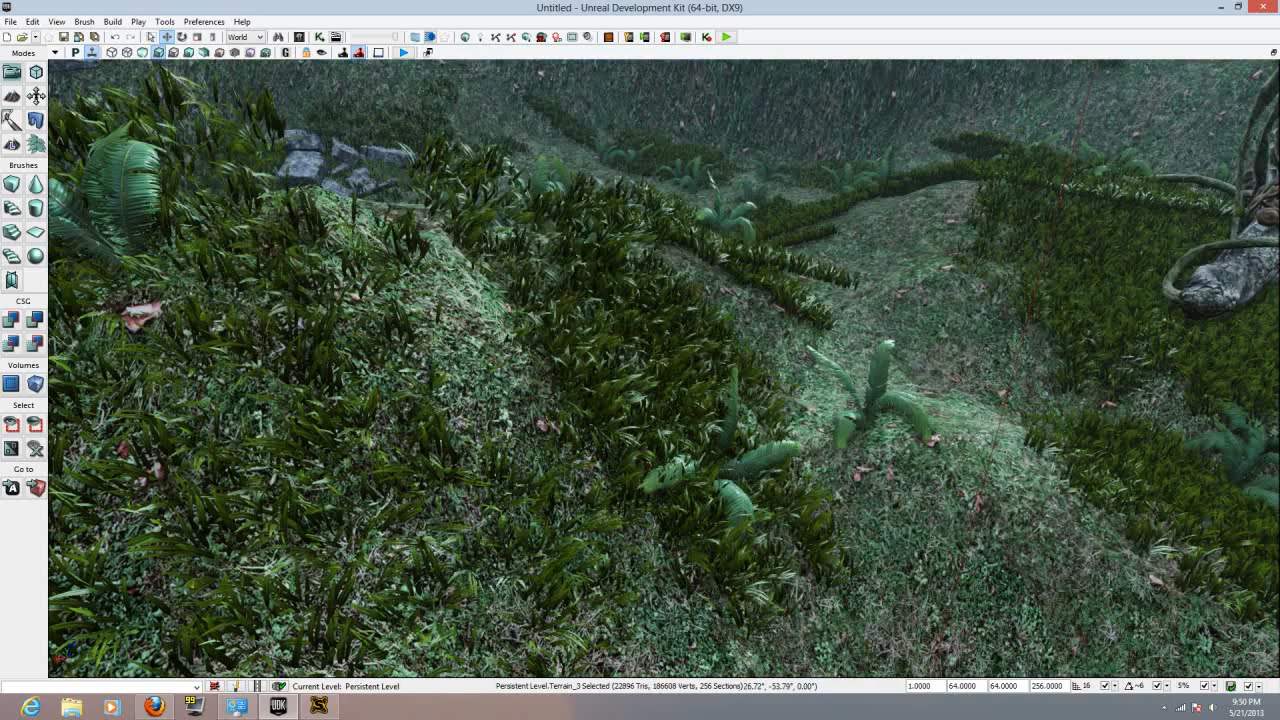 Untitled - Unreal Development Kit (64-bit, DX9)
File Edit View Brush Build Play Tools Preferences Help
World
Modes
P
G
Brushes
CSG
Volumes
Select
Go to
Current Level: Persistent Level
Persistent Level.Terrain_3 Selected (22896 Tris, 186608 Verts, 256 Sections)26.72°, -53.79°, 0.00°)
1.0000 64.0000 64.0000 256.0000 16 ~6 5%
99
UDK
9:50 PM
5/21/2013